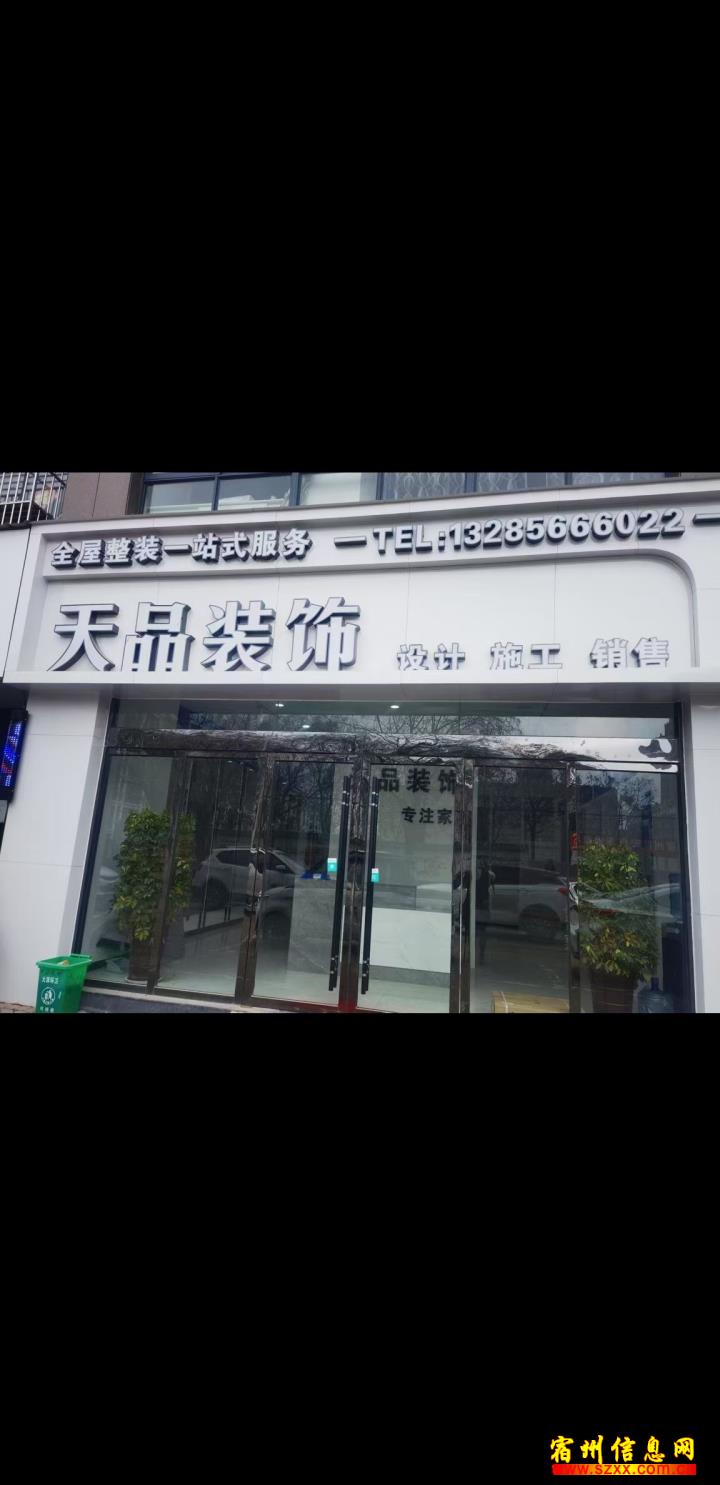 全屋整装一站式服务 —TEL:13285666022—
天品装饰 设计 施工 销售
品装饰
专注家
宿州信息网
www.szxx.com.cn